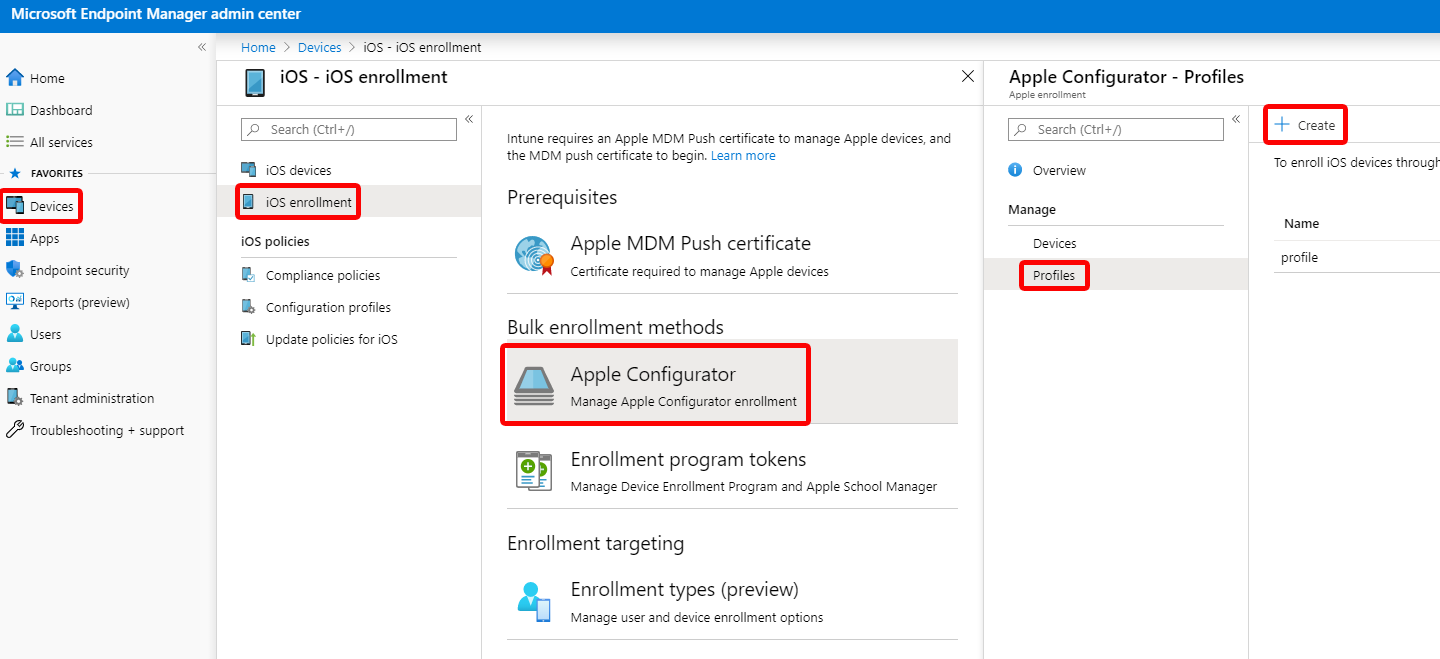 Microsoft Endpoint Manager admin center
«
Home
Dashboard
All services
FAVORITES
Devices
Apps
Endpoint security
Reports (preview)
Users
Groups
Tenant administration
Troubleshooting + support
Home > Devices > iOS - iOS enrollment
iOS - iOS enrollment
Search (Ctrl+/)
«
iOS devices
iOS enrollment
iOS policies
Compliance policies
Configuration profiles
Update policies for iOS
Intune requires an Apple MDM Push certificate to manage Apple devices, and
the MDM push certificate to begin. Learn more
Prerequisites
Apple MDM Push certificate
Certificate required to manage Apple devices
Bulk enrollment methods
Apple Configurator
Manage Apple Configurator enrollment
Enrollment program tokens
Manage Device Enrollment Program and Apple School Manager
Enrollment targeting
Enrollment types (preview)
Manage user and device enrollment options
Apple Configurator - Profiles
Apple enrollment
Search (Ctrl+/)
«
Overview
Manage
Devices
Profiles
+ Create
To enroll iOS devices through
Name
profile